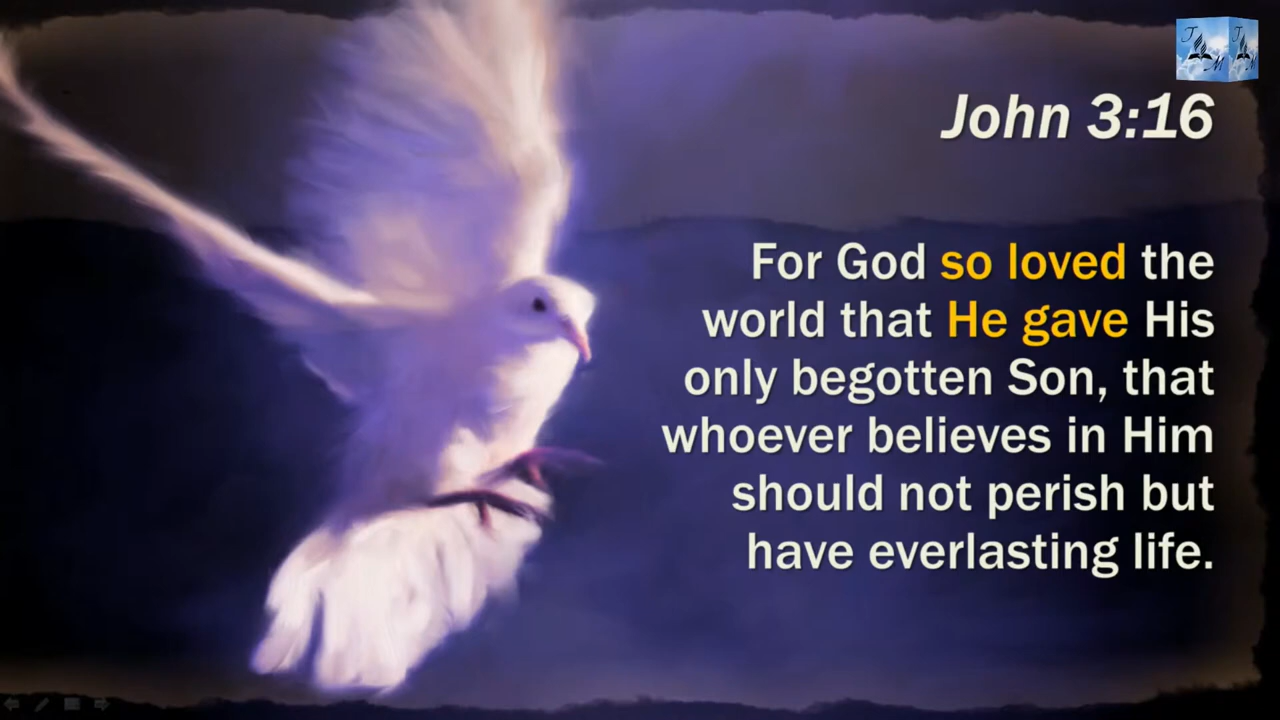 J M J M
John 3:16
For God so loved the
world that He gave His
only begotten Son, that
whoever believes in Him
should not perish but
have everlasting life.